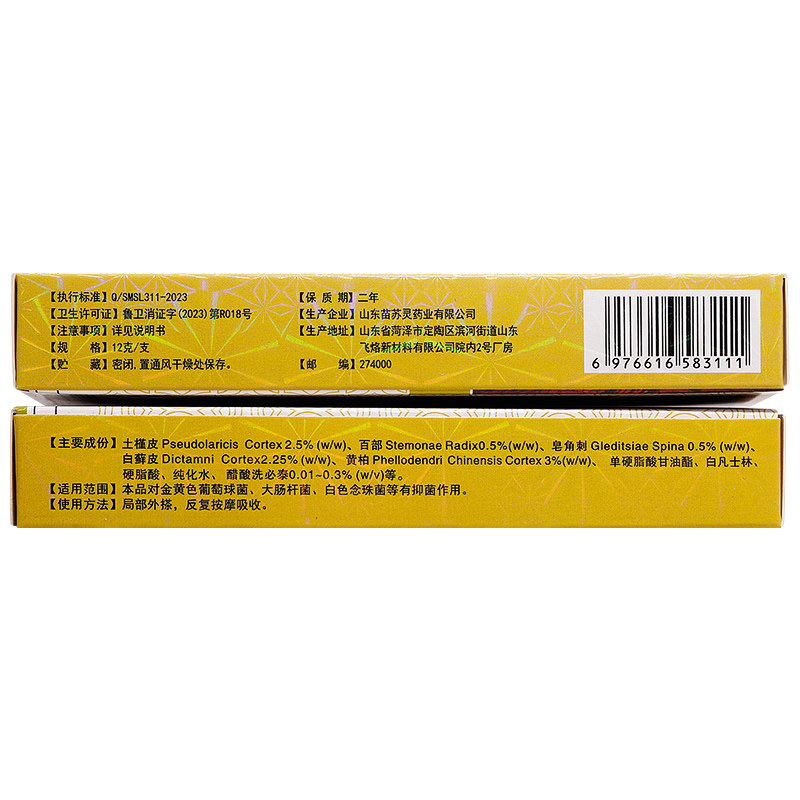 【执行标准】Q/SMSL311-2023
【卫生许可证】鲁卫消证字(2023)第R018号
【注意事项】详见说明书
【规 格】12克/支
【贮 藏】密闭,置通风干燥处保存。
【保 质 期】二年
【生产企业】山东苗苏灵药业有限公司
【生产地址】山东省菏泽市定陶区滨河街道山东
飞烙新材料有限公司院内2号厂房
【邮 编】274000
6 976616 583111
【主要成份】土槿皮 Pseudolaricis Cortex 2.5% (w/w)、百部 Stemonae Radix0.5%(w/w)、皂角刺 Gleditsiae Spina 0.5% (w/w)、
白藓皮 Dictamni Cortex2.25% (w/w)、黄柏 Phellodendri Chinensis Cortex 3%(w/w)、 单硬脂酸甘油酯、白凡士林、
硬脂酸、纯化水、 醋酸洗必泰0.01~0.3% (w/v)等。
【适用范围】本品对金黄色葡萄球菌、大肠杆菌、白色念珠菌等有抑菌作用。
【使用方法】局部外搽，反复按摩吸收。